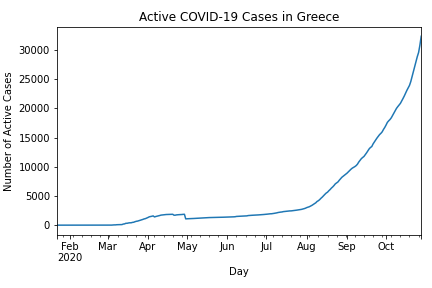 Active COVID-19 Cases in Greece
Number of Active Cases
30000
25000
20000
15000
10000
5000
0
Feb Mar Apr May Jun Jul Aug Sep Oct
2020
Day